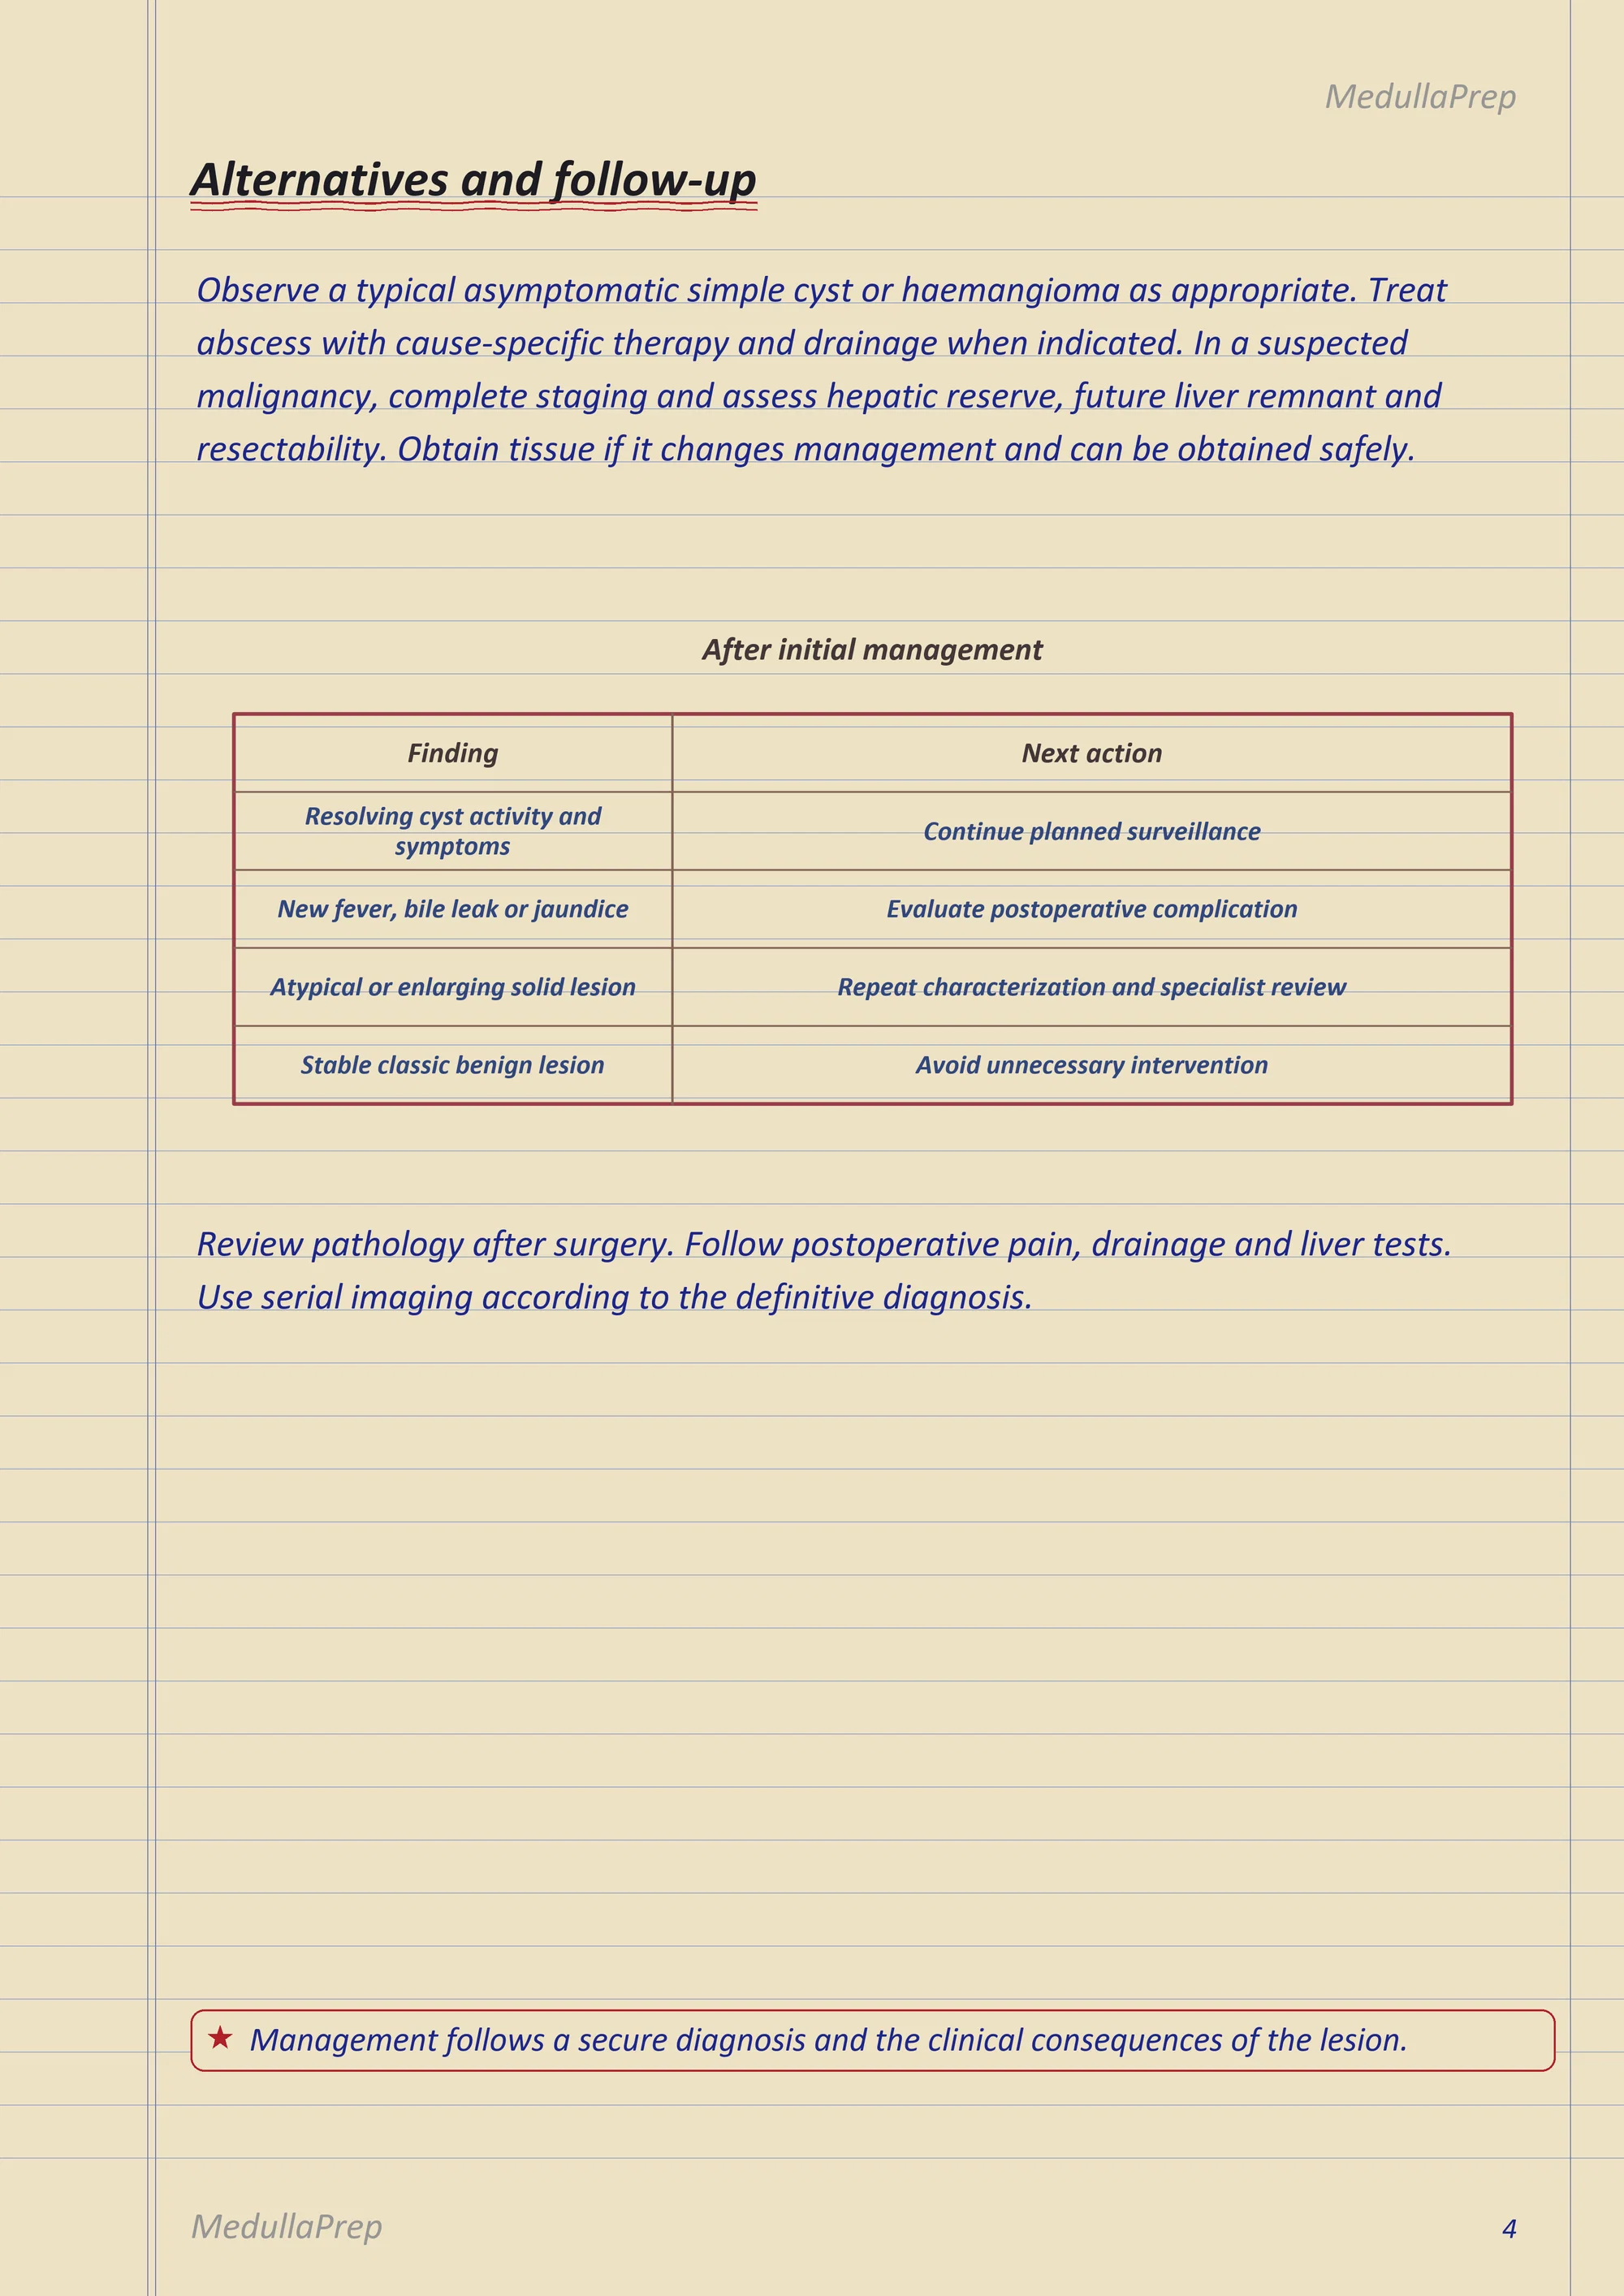 MedullaPrep
Alternatives and follow-up
Observe a typical asymptomatic simple cyst or haemangioma as appropriate. Treat
abscess with cause-specific therapy and drainage when indicated. In a suspected
malignancy, complete staging and assess hepatic reserve, future liver remnant and
resectability. Obtain tissue if it changes management and can be obtained safely.
After initial management
Finding
Next action
Resolving cyst activity and
symptoms
Continue planned surveillance
New fever, bile leak or jaundice
Evaluate postoperative complication
Atypical or enlarging solid lesion
Repeat characterization and specialist review
Stable classic benign lesion
Avoid unnecessary intervention
Review pathology after surgery. Follow postoperative pain, drainage and liver tests.
Use serial imaging according to the definitive diagnosis.
★ Management follows a secure diagnosis and the clinical consequences of the lesion.
MedullaPrep
4